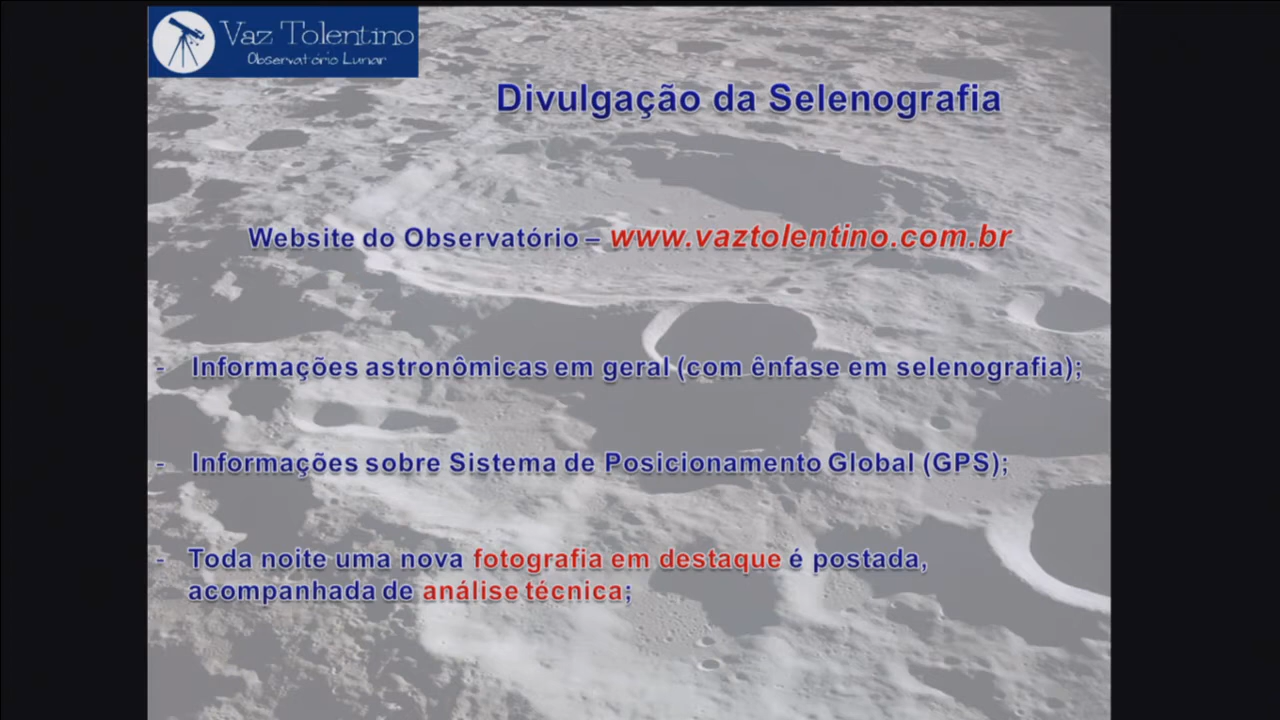 Vaz Tolentino
Observatório Lunar
Divulgação da Selenografia
Website do Observatório – www.vaztolentino.com.br
- Informações astronômicas em geral (com ênfase em selenografia);
- Informações sobre Sistema de Posicionamento Global (GPS);
- Toda noite uma nova fotografia em destaque é postada,
acompanhada de análise técnica;